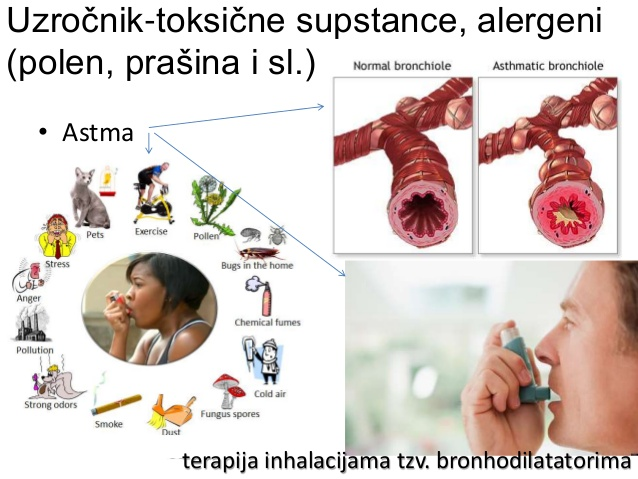 Uzročnik-toksične supstance, alergeni
(polen, prašina i sl.)
Normal bronchiole
Asthmatic bronchiole
• Astma
Pets
Exercise
Pollen
Bugs in the home
Chemical fumes
Cold air
Fungus spores
Dust
Smoke
Strong odors
Pollution
Anger
Stress
terapija inhalacijama tzv. bronhodilatatorima